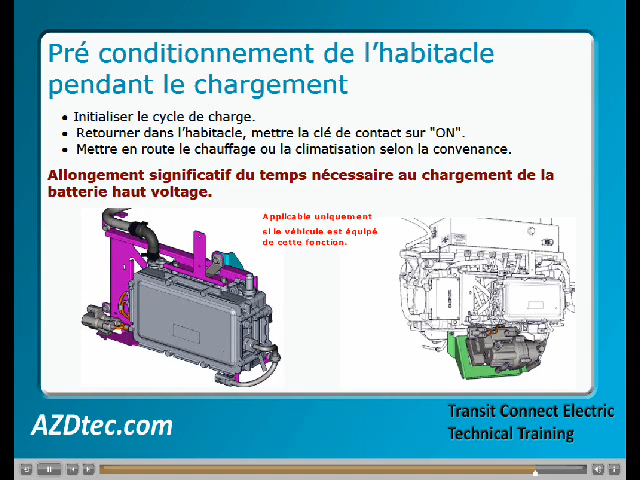 Pré conditionnement de l’habitacle
pendant le chargement
• Initialiser le cycle de charge.
• Retourner dans l’habitacle, mettre la clé de contact sur "ON".
• Mettre en route le chauffage ou la climatisation selon la convenance.
Allongement significatif du temps nécessaire au chargement de la
batterie haut voltage.
Applicable uniquement
si le véhicule est équipé
de cette fonction.
AZDtec.com
Transit Connect Electric
Technical Training